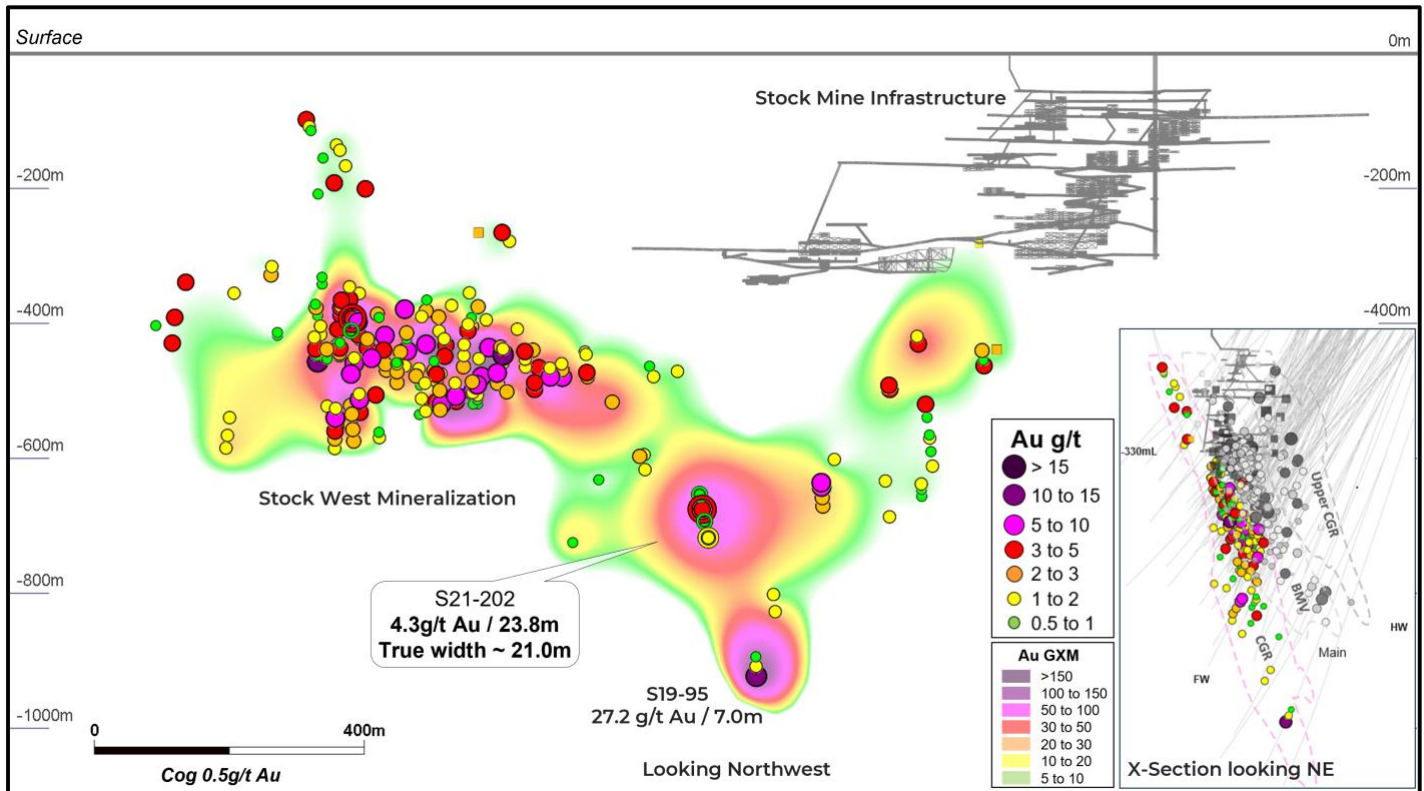 Surface
0m
Stock Mine Infrastructure
-200m
-200m
-400m
-400m
-600m
Stock West Mineralization
-800m
S21-202
4.3g/t Au / 23.8m
True width ~ 21.0m
S19-95
27.2 g/t Au / 7.0m
-1000m
0
400m
Cog 0.5g/t Au
Looking Northwest
Au g/t
> 15
10 to 15
5 to 10
3 to 5
2 to 3
1 to 2
0.5 to 1
Au GXM
>150
100 to 150
50 to 100
30 to 50
20 to 30
10 to 20
5 to 10
-330mL
Upper CGR
BMV
HW
CGR
Main
FW
X-Section looking NE